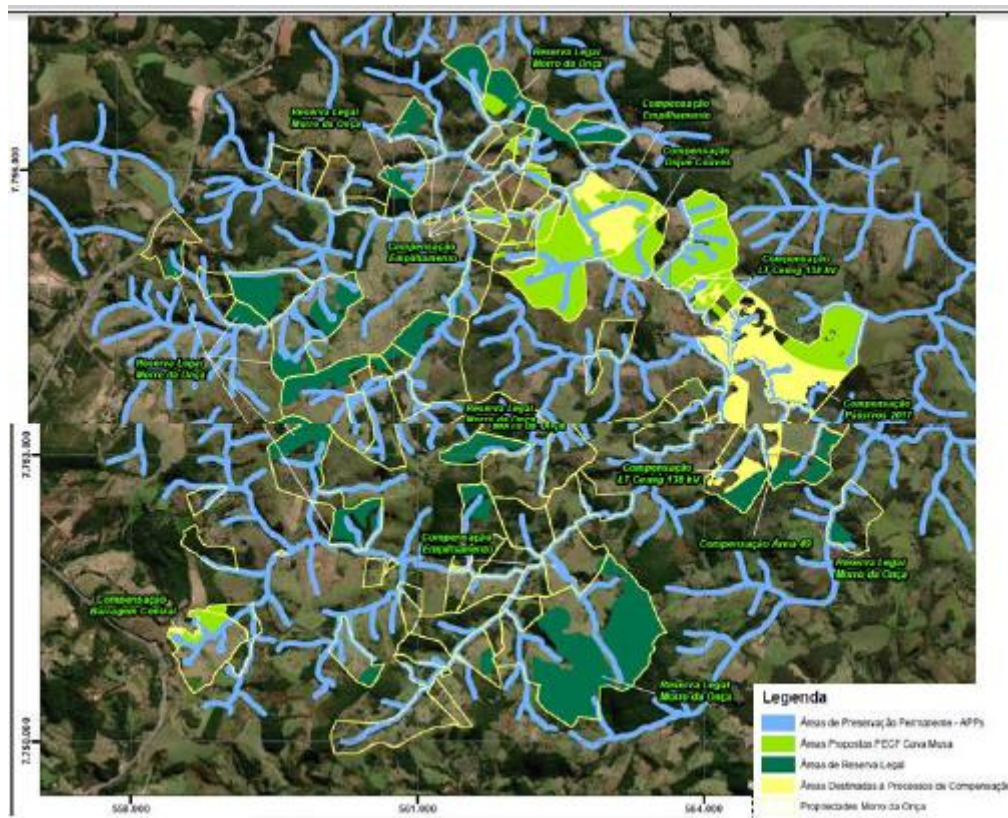 Reserva Legal
Morro da Onça
Compensação
Empilhamento
Reserva Legal
Morro da Onça
Compensação
Dique Couves
7.756.000
Compensação
Empilhamento
Compensação
LT Cemig 138 kV
Reserva Legal
Morro da Onça
Compensação
Passivos 2017
Reserva Legal
Morro da Onça
7.753.000
Compensação
LT Cemig 138 kV
Compensação
Empilhamento
Compensação Área 49
Reserva Legal
Morro da Onça
Compensação
Barragem Central
Reserva Legal
Morro da Onça
7.750.000
558.000
561.000
564.000
Legenda
Áreas de Preservação Permanente - APPs
Áreas Propostas PECF Cava Musa
Áreas de Reserva Legal
Áreas Destinadas à Processos de Compensação
Propriedades Morro da Onça